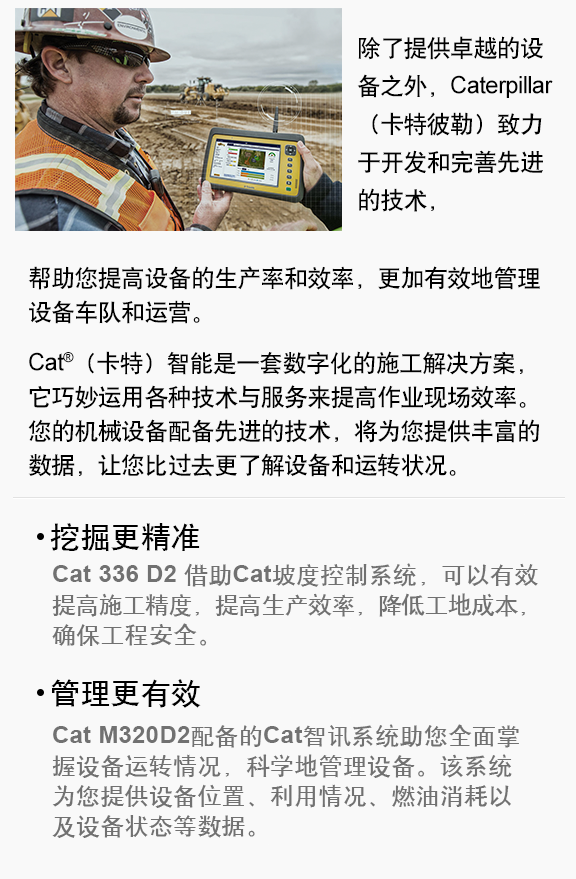 除了提供卓越的设
备之外，Caterpillar
（卡特彼勒）致力
于开发和完善先进
的技术，
帮助您提高设备的生产率和效率，更加有效地管理
设备车队和运营。
Cat®（卡特）智能是一套数字化的施工解决方案，
它巧妙运用各种技术与服务来提高作业现场效率。
您的机械设备配备先进的技术，将为您提供丰富的
数据，让您比过去更了解设备和运转状况。
•挖掘更精准
Cat 336 D2 借助Cat坡度控制系统，可以有效
提高施工精度，提高生产效率，降低工地成本，
确保工程安全。
•管理更有效
Cat M320D2配备的Cat智讯系统助您全面掌
握设备运转情况，科学地管理设备。该系统
为您提供设备位置、利用情况、燃油消耗以
及设备状态等数据。